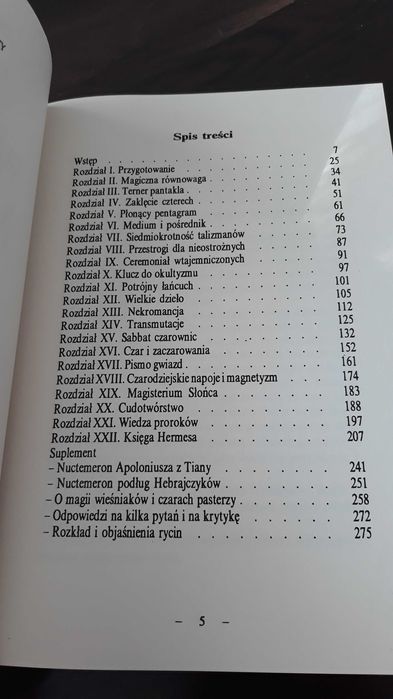 Spis treści
Wstęp . . . . . . . . . . . . . . 7
Rozdział I. Przygotowanie . . . . . . . . . . 25
Rozdział II. Magiczna równowaga . . . . . . . . . 34
Rozdział III. Terner pantakla . . . . . . . . . . 41
Rozdział IV. Zaklęcie czterech . . . . . . . . . 51
Rozdział V. Płonący pentagram . . . . . . . . . 61
Rozdział VI. Medium i pośrednik . . . . . . . . . 66
Rozdział VII. Siedmiokrotność talizmanów . . . . . . 73
Rozdział VIII. Przestrogi dla nieostrożnych . . . . . . 87
Rozdział IX. Ceremoniał wtajemniczonych . . . . . . 91
Rozdział X. Klucz do okultyzmu . . . . . . . . . 97
Rozdział XI. Potrójny łańcuch . . . . . . . . . 101
Rozdział XII. Wielkie dzieło . . . . . . . . . . 105
Rozdział XIII. Nekromancja . . . . . . . . . . 112
Rozdział XIV. Transmutacje . . . . . . . . . . 125
Rozdział XV. Sabbat czarownic . . . . . . . . . 132
Rozdział XVI. Czar i zaczarowania . . . . . . . . 152
Rozdział XVII. Pismo gwiazd . . . . . . . . . . 161
Rozdział XVIII. Czarodziejskie napoje i magnetyzm . . . . 174
Rozdział XIX. Magisterium Słońca . . . . . . . . 183
Rozdział XX. Cudotwórstwo . . . . . . . . . . 188
Rozdział XXI. Wiedza proroków . . . . . . . . . 197
Rozdział XXII. Księga Hermesa . . . . . . . . . 207
Suplement
– Nuctemeron Apoloniusza z Tiany . . . . . . . . 241
– Nuctemeron podług Hebrajczyków . . . . . . . 251
– O magii wieśniaków i czarach pasterzy . . . . . . 258
– Odpowiedzi na kilka pytań i na krytykę . . . . . . 272
– Rozkład i objaśnienia rycin . . . . . . . . . 275
– 5 –